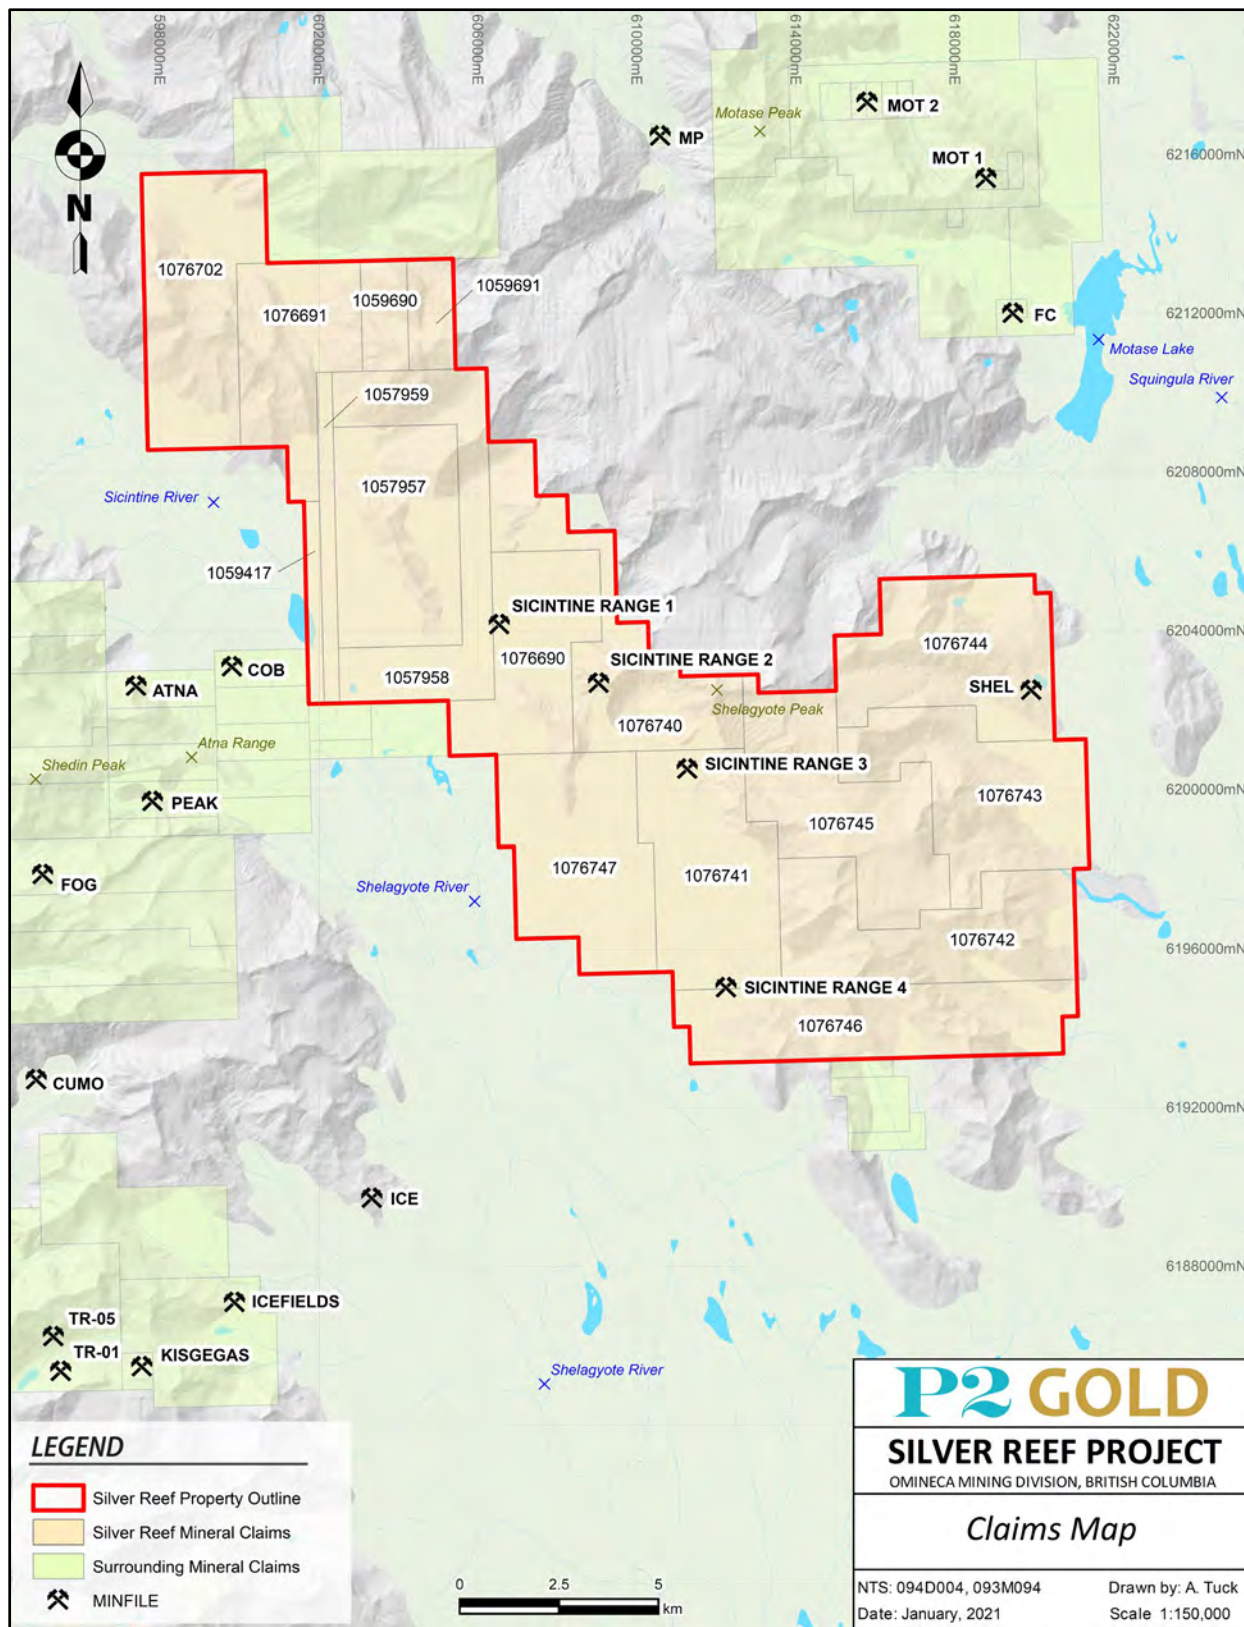 598000mE
602000mE
606000mE
610000mE
614000mE
618000mE
622000mE
N
Motase Peak
MOT 2
MP
MOT 1
6216000mN
1076702
1059690
1059691
1076691
FC
6212000mN
Motase Lake
Squingula River
1057959
1057957
6208000mN
Sicintine River
1059417
SICINTINE RANGE 1
6204000mN
1076744
1076690
SICINTINE RANGE 2
COB
ATNA
1057958
SHEL
Shelagyote Peak
1076740
Atna Range
Shedin Peak
SICINTINE RANGE 3
6200000mN
1076743
PEAK
1076745
1076747
1076741
FOG
Shelagyote River
1076742
6196000mN
SICINTINE RANGE 4
1076746
CUMO
6192000mN
ICE
6188000mN
ICEFIELDS
TR-05
TR-01
KISGEGAS
Shelagyote River
LEGEND
Silver Reef Property Outline
Silver Reef Mineral Claims
Surrounding Mineral Claims
MINFILE
0 2.5 5
km
P2 GOLD
SILVER REEF PROJECT
OMINECA MINING DIVISION, BRITISH COLUMBIA
Claims Map
NTS: 094D004, 093M094 Drawn by: A. Tuck
Date: January, 2021 Scale 1:150,000